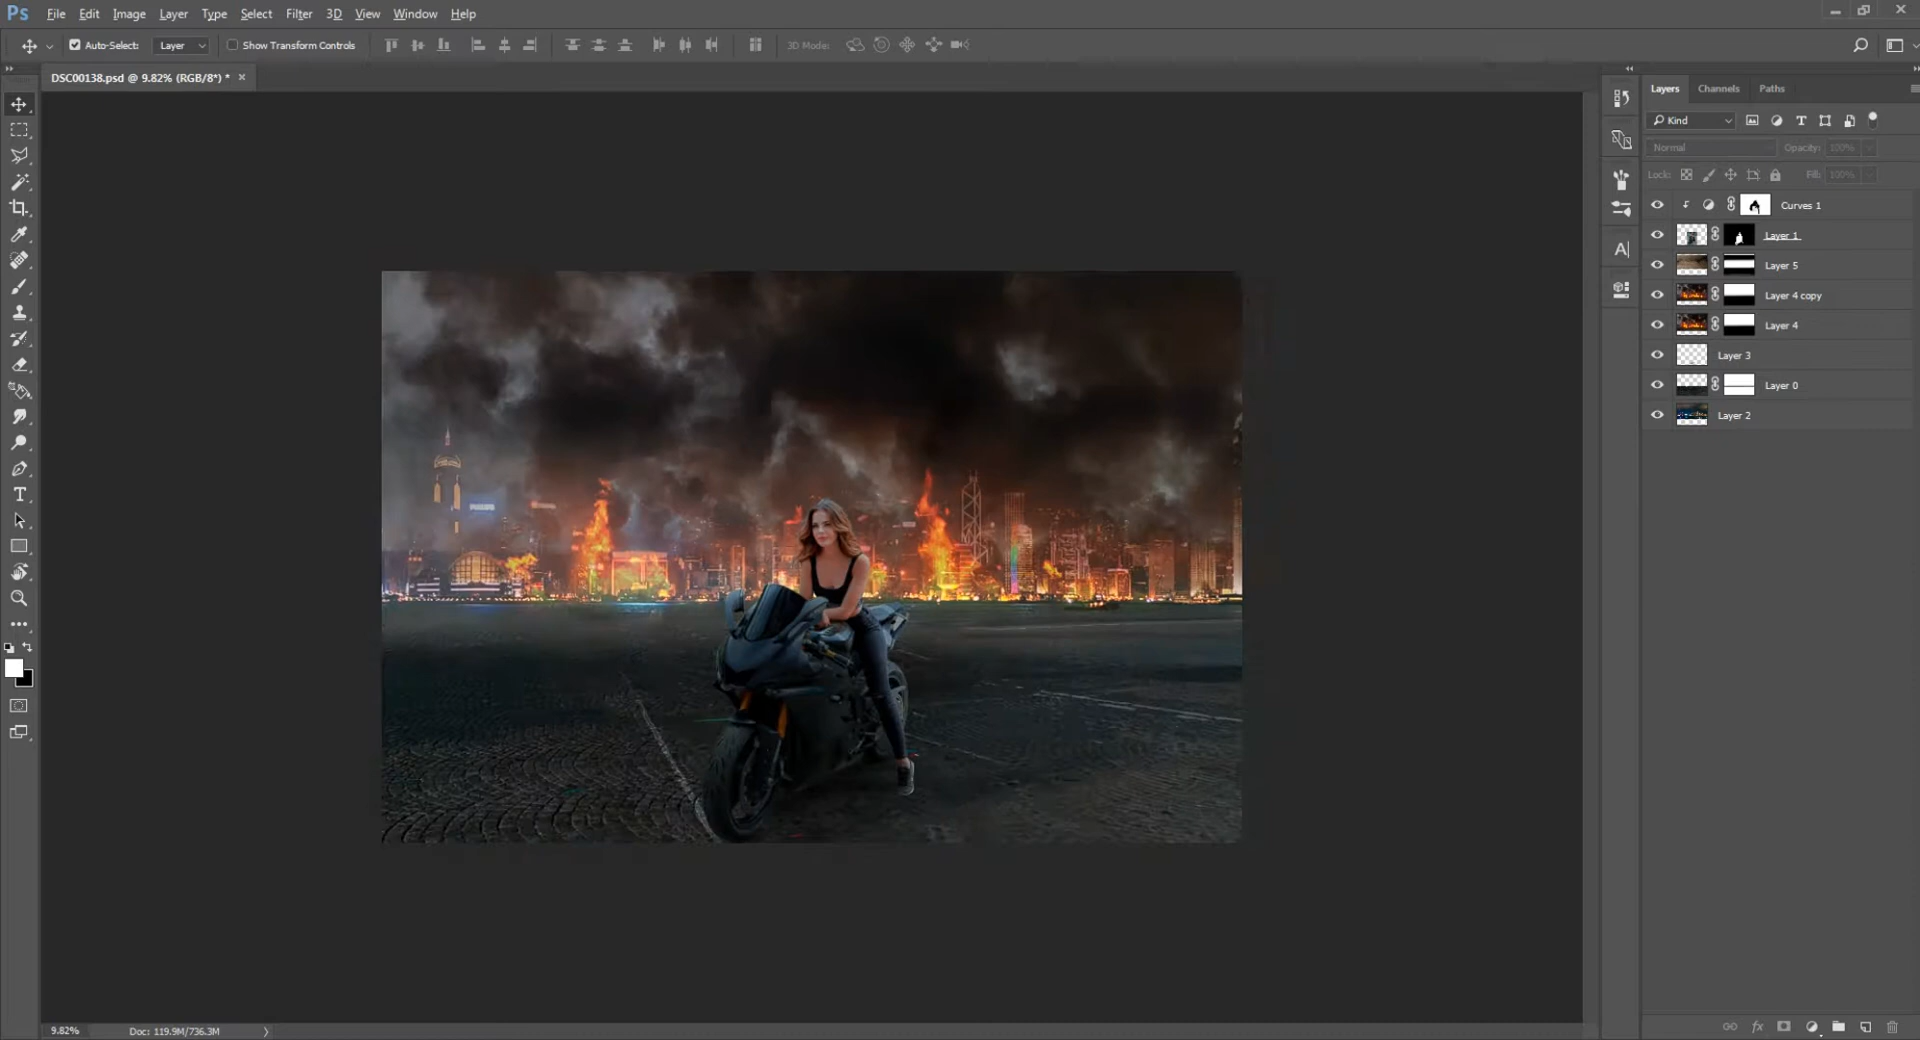 Ps File Edit Image Layer Type Select Filter 3D View Window Help
Auto-Select: Layer Show Transform Controls 3D Mode:
DSC00138.psd @ 9.82% (RGB/8*) * ×
Layers Channels Paths
Kind
Normal Opacity: 100%
Lock: Fill: 100%
Curves 1
Layer 1
Layer 5
Layer 4 copy
Layer 4
Layer 3
Layer 0
Layer 2
9.82% Doc: 119.9M/736.3M
fx